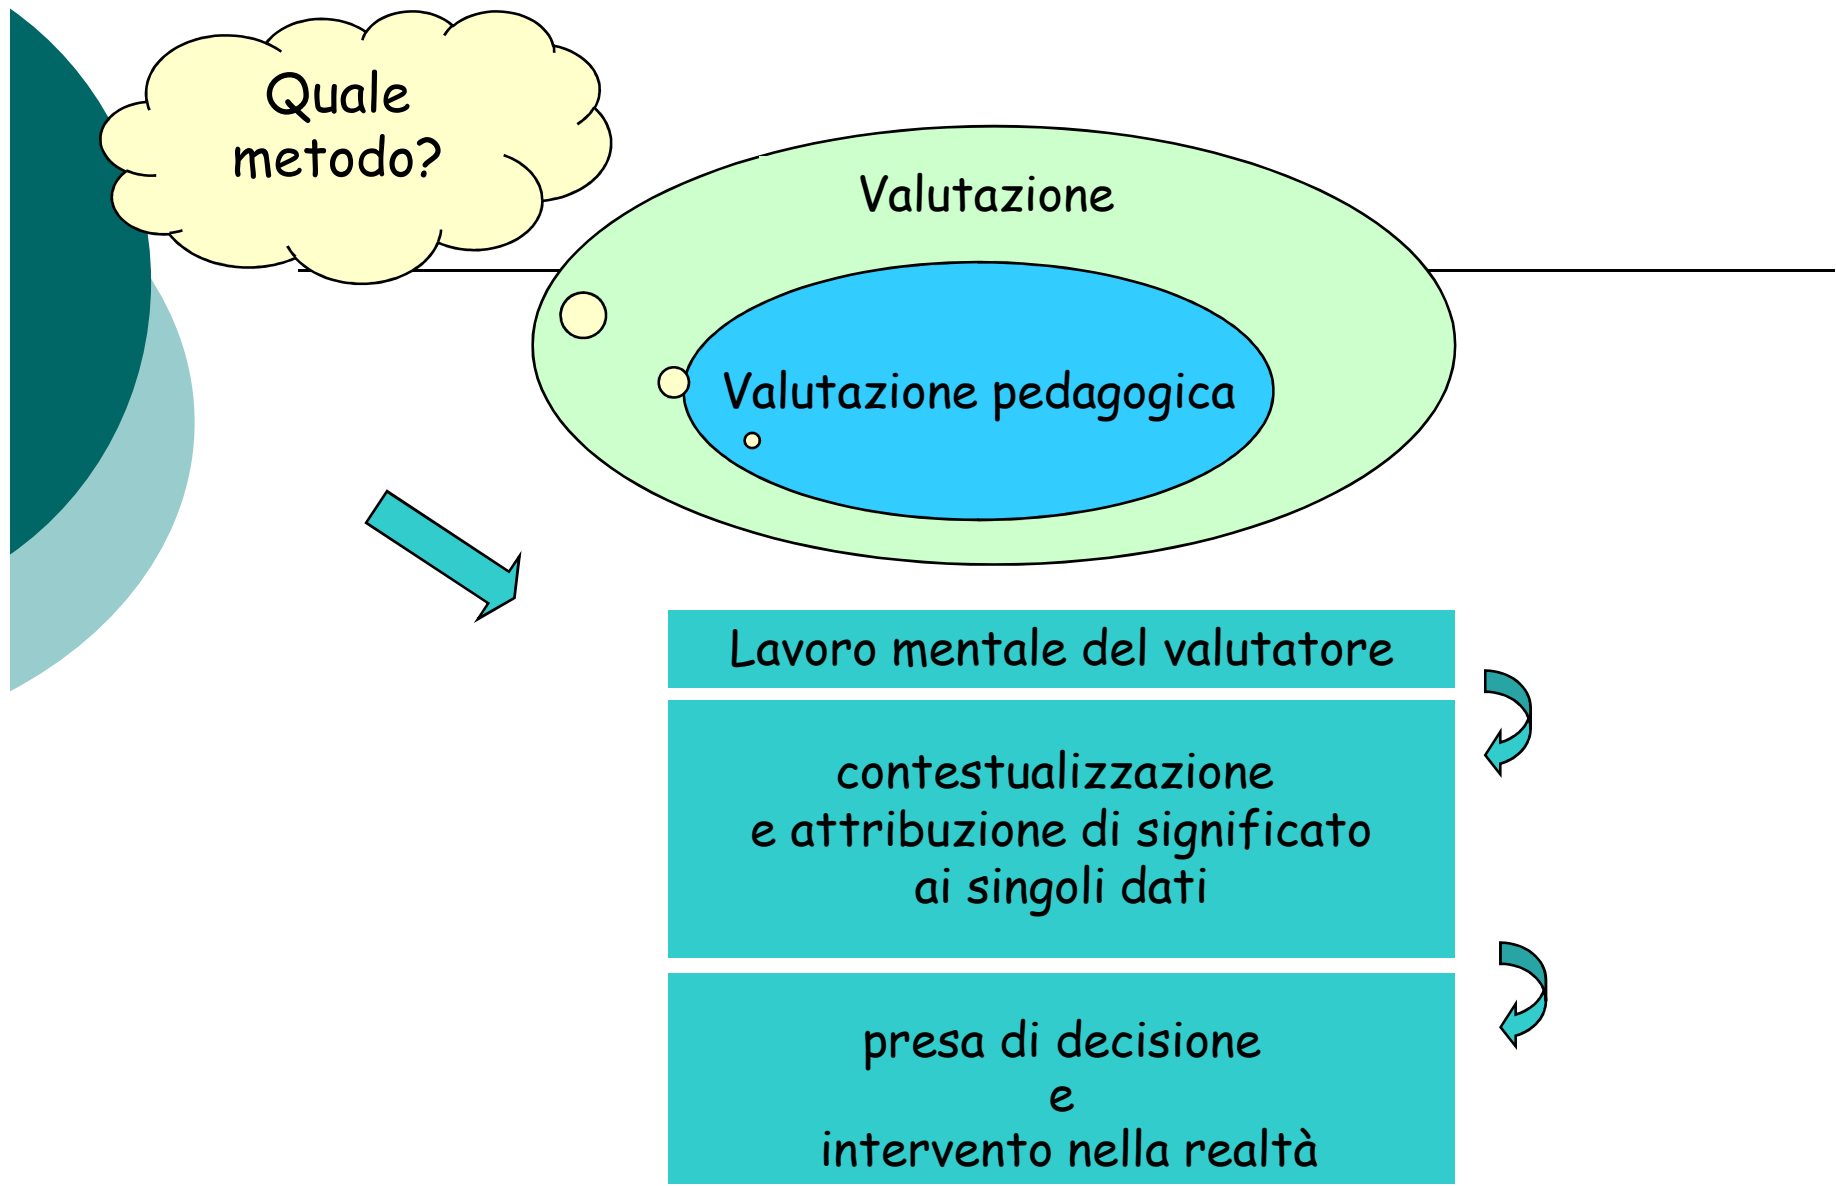 Quale
metodo?
Valutazione
Valutazione pedagogica
Lavoro mentale del valutatore
contestualizzazione
e attribuzione di significato
ai singoli dati
presa di decisione
e
intervento nella realtà